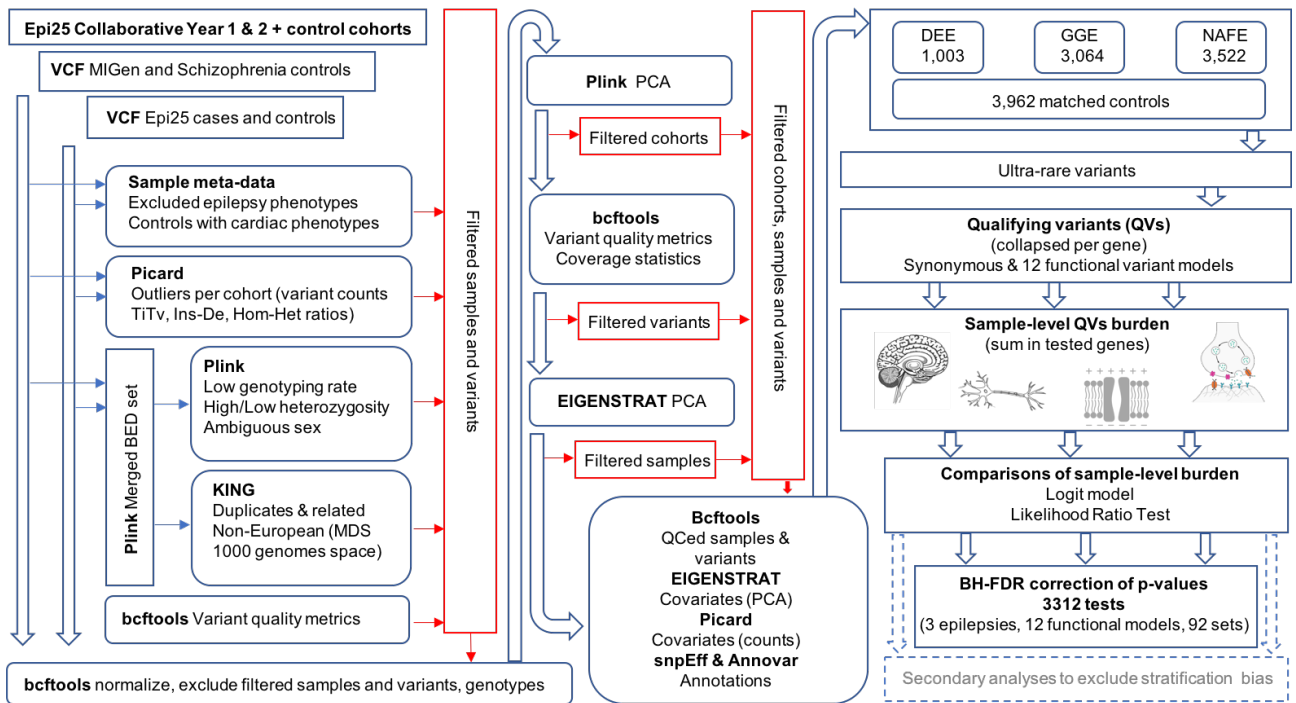 Epi25 Collaborative Year 1 & 2 + control cohorts
VCF MIGen and Schizophrenia controls
VCF Epi25 cases and controls
Sample meta-data
Excluded epilepsy phenotypes
Controls with cardiac phenotypes
Picard
Outliers per cohort (variant counts
TiTv, Ins-De, Hom-Het ratios)
Plink Merged BED set
Plink
Low genotyping rate
High/Low heterozygosity
Ambiguous sex
KING
Duplicates & related
Non-European (MDS
1000 genomes space)
bcftools Variant quality metrics
Filtered samples and variants
bcftools normalize, exclude filtered samples and variants, genotypes
Plink PCA
Filtered cohorts
bcftools
Variant quality metrics
Coverage statistics
Filtered variants
EIGENSTRAT PCA
Filtered samples
Filtered cohorts, samples and variants
Bcftools
QCed samples &
variants
EIGENSTRAT
Covariates (PCA)
Picard
Covariates (counts)
snpEff & Annovar
Annotations
DEE
1,003
GGE
3,064
NAFE
3,522
3,962 matched controls
Ultra-rare variants
Qualifying variants (QVs)
(collapsed per gene)
Synonymous & 12 functional variant models
Sample-level QVs burden
(sum in tested genes)
+ + + + + +
− − − − − −
Comparisons of sample-level burden
Logit model
Likelihood Ratio Test
BH-FDR correction of p-values
3312 tests
(3 epilepsies, 12 functional models, 92 sets)
Secondary analyses to exclude stratification bias